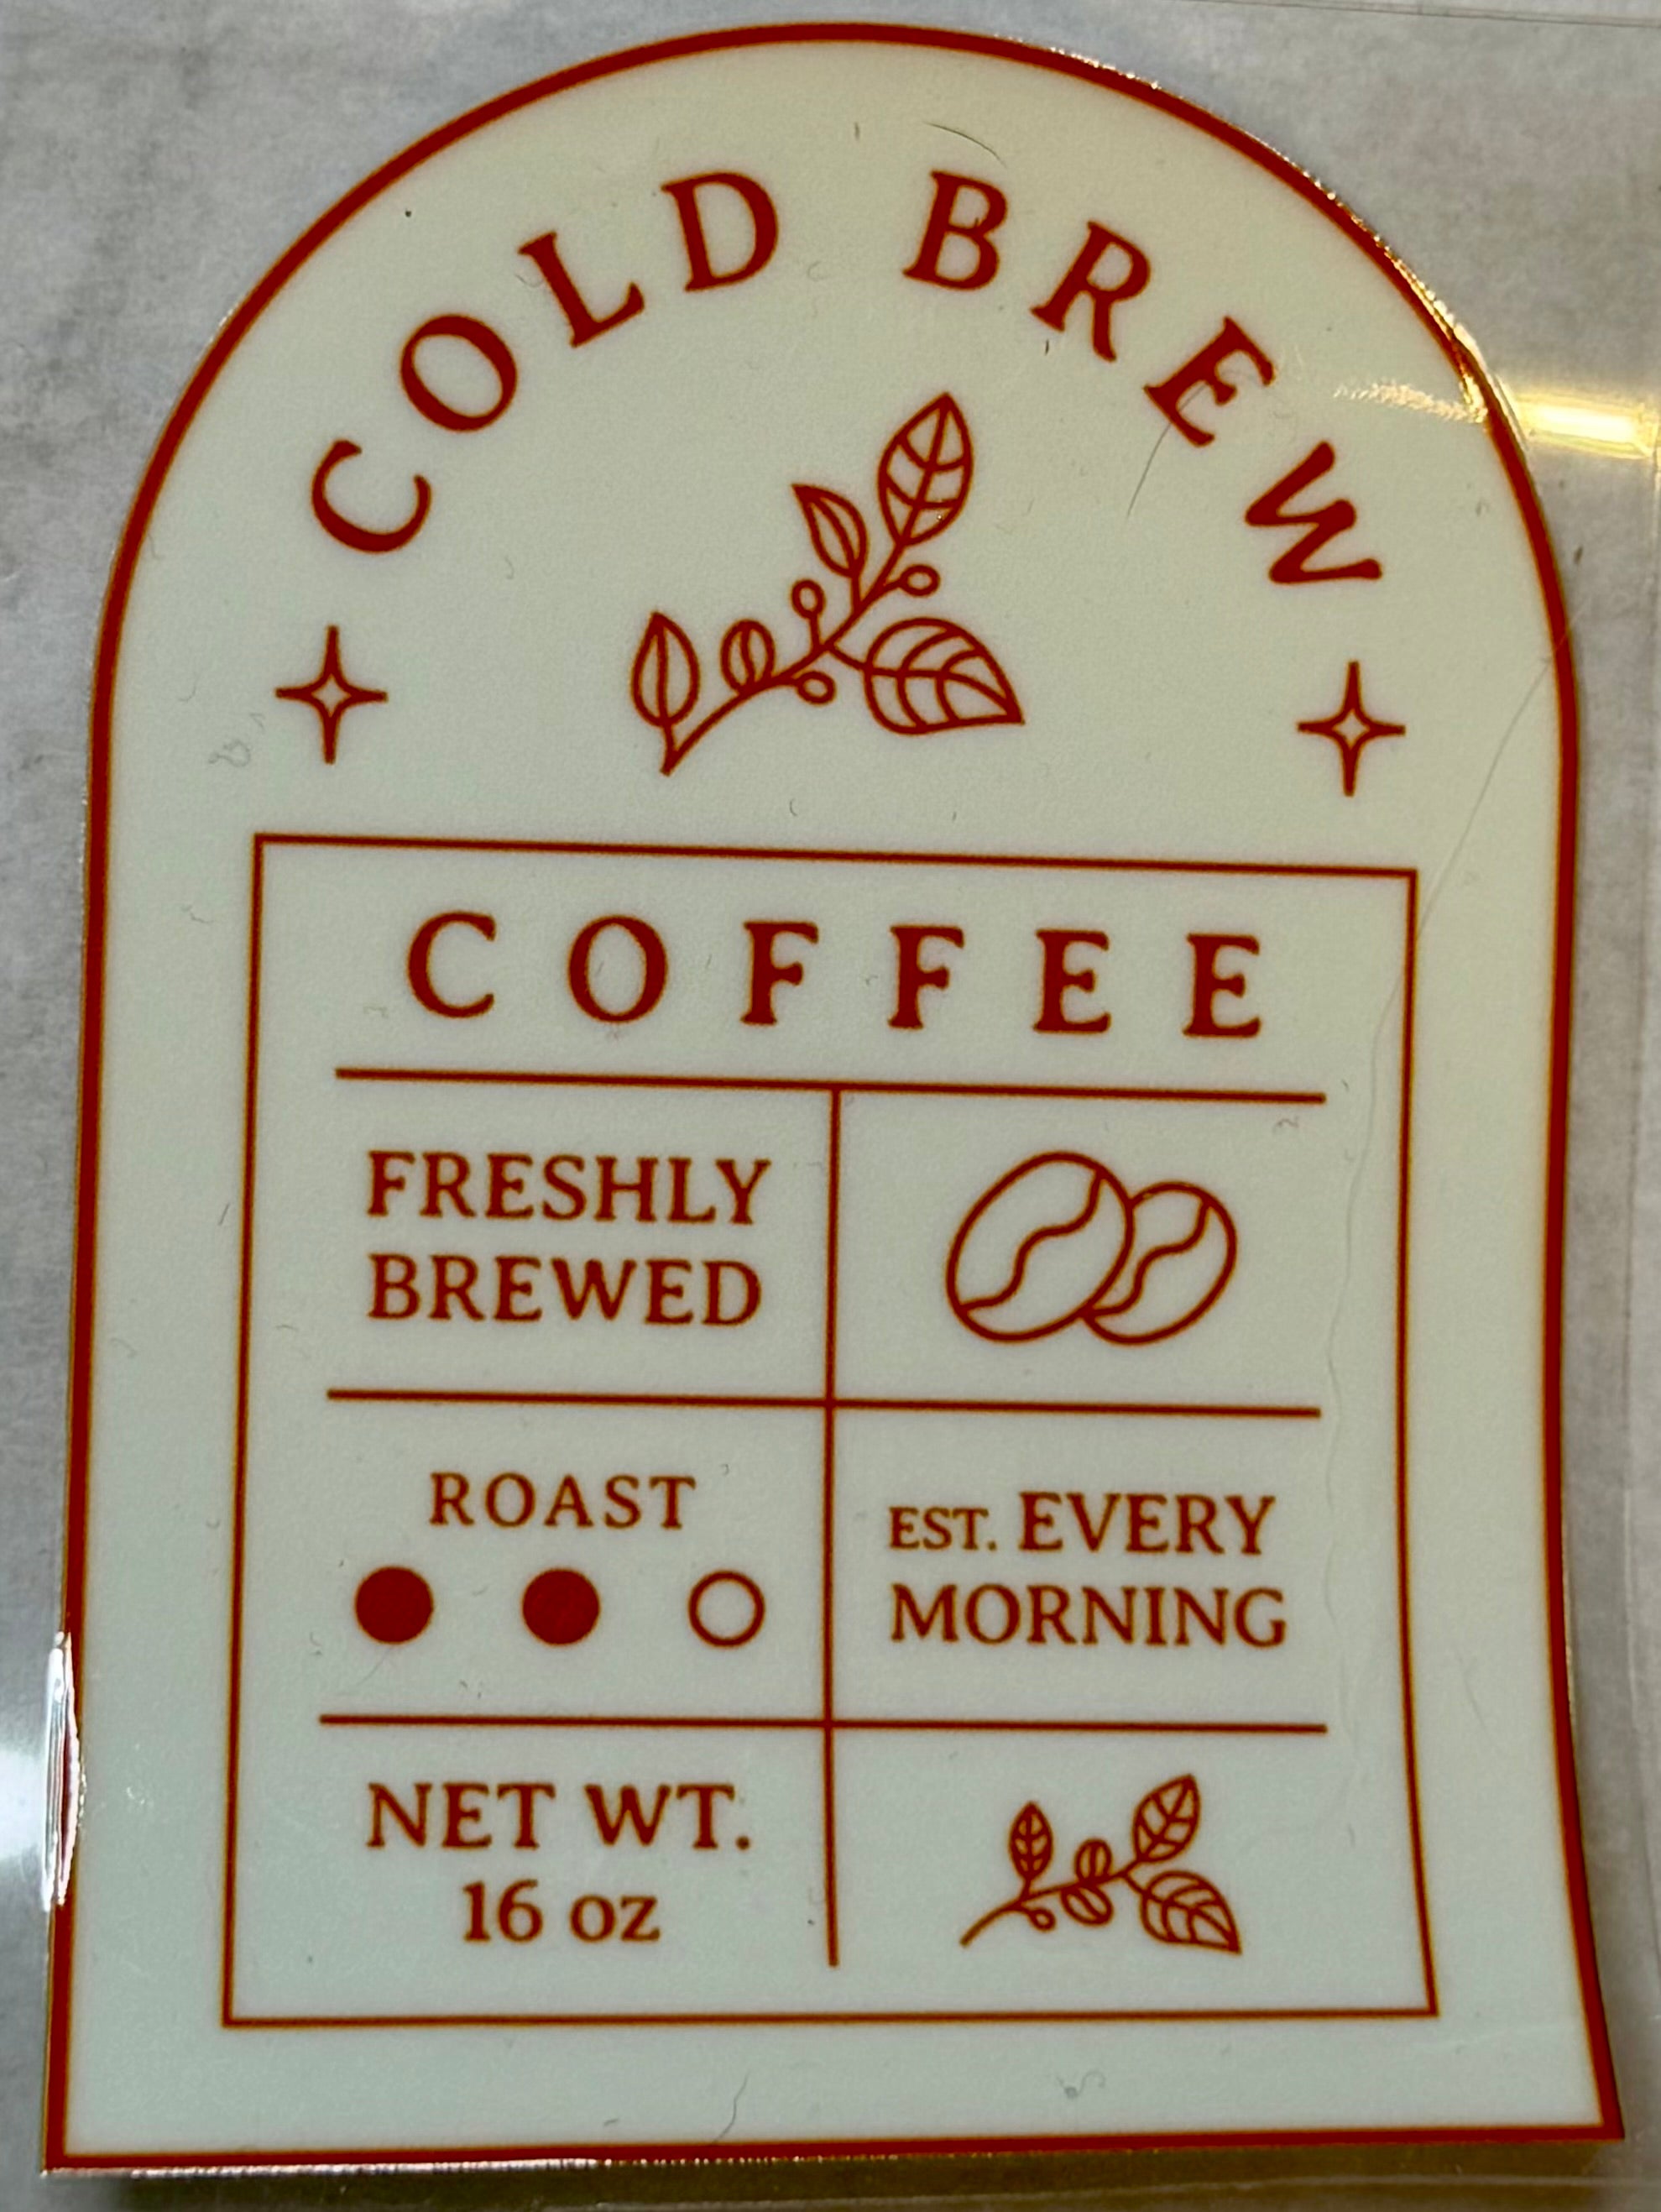 COLD BREW
COFFEE
FRESHLY
BREWED
ROAST
EST. EVERY
MORNING
NET WT.
16 oz